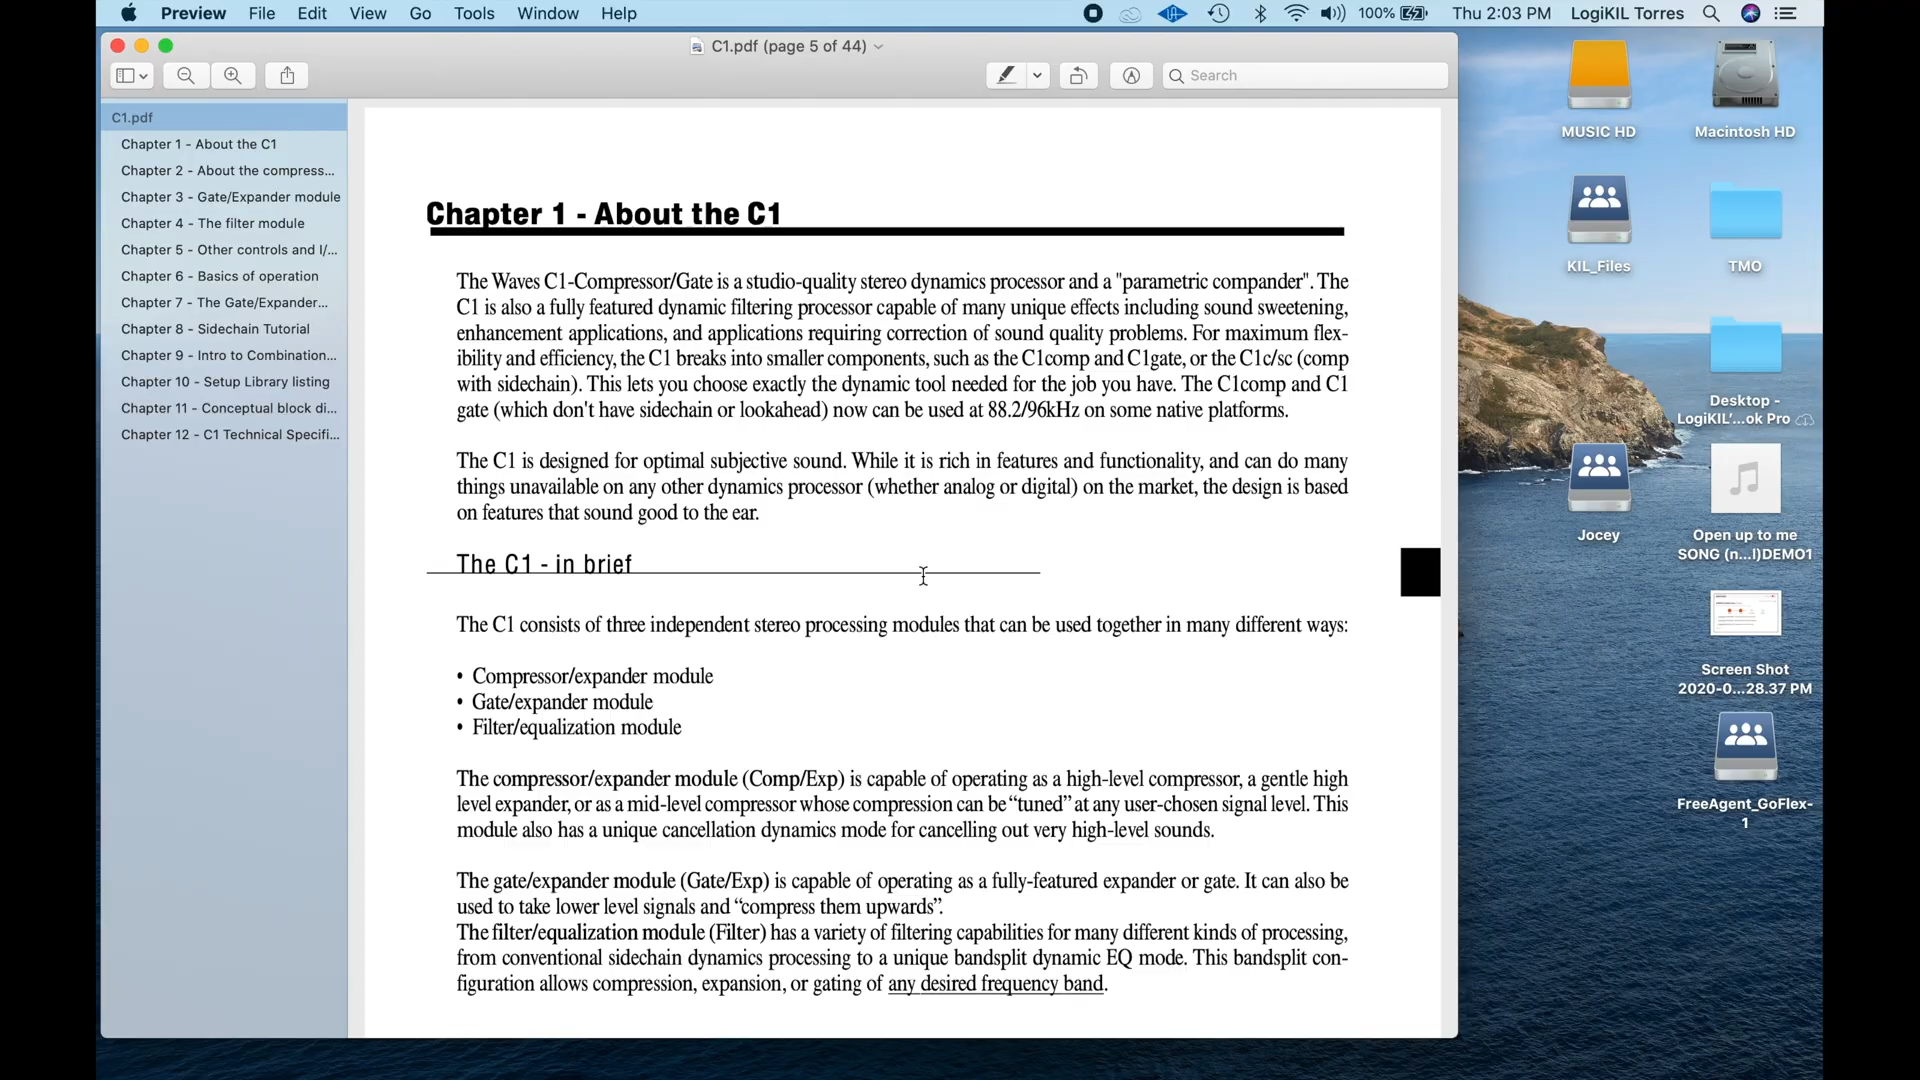 Preview File Edit View Go Tools Window Help 100% Thu 2:03 PM LogiKIL Torres
C1.pdf (page 5 of 44)
Search
C1.pdf
Chapter 1 - About the C1
Chapter 2 - About the compress...
Chapter 3 - Gate/Expander module
Chapter 4 - The filter module
Chapter 5 - Other controls and I/...
Chapter 6 - Basics of operation
Chapter 7 - The Gate/Expander...
Chapter 8 - Sidechain Tutorial
Chapter 9 - Intro to Combination...
Chapter 10 - Setup Library listing
Chapter 11 - Conceptual block di...
Chapter 12 - C1 Technical Specifi...
Chapter 1 - About the C1
The Waves C1-Compressor/Gate is a studio-quality stereo dynamics processor and a "parametric compander". The
C1 is also a fully featured dynamic filtering processor capable of many unique effects including sound sweetening,
enhancement applications, and applications requiring correction of sound quality problems. For maximum flex-
ibility and efficiency, the C1 breaks into smaller components, such as the C1comp and C1gate, or the C1c/sc (comp
with sidechain). This lets you choose exactly the dynamic tool needed for the job you have. The C1comp and C1
gate (which don't have sidechain or lookahead) now can be used at 88.2/96kHz on some native platforms.
The C1 is designed for optimal subjective sound. While it is rich in features and functionality, and can do many
things unavailable on any other dynamics processor (whether analog or digital) on the market, the design is based
on features that sound good to the ear.
The C1 - in brief
The C1 consists of three independent stereo processing modules that can be used together in many different ways:
• Compressor/expander module
• Gate/expander module
• Filter/equalization module
The compressor/expander module (Comp/Exp) is capable of operating as a high-level compressor, a gentle high
level expander, or as a mid-level compressor whose compression can be “tuned” at any user-chosen signal level. This
module also has a unique cancellation dynamics mode for cancelling out very high-level sounds.
The gate/expander module (Gate/Exp) is capable of operating as a fully-featured expander or gate. It can also be
used to take lower level signals and “compress them upwards”.
The filter/equalization module (Filter) has a variety of filtering capabilities for many different kinds of processing,
from conventional sidechain dynamics processing to a unique bandsplit dynamic EQ mode. This bandsplit con-
figuration allows compression, expansion, or gating of any desired frequency band.
MUSIC HD
Macintosh HD
KIL_Files
TMO
Desktop -
LogiKIL'...ok Pro
Jocey
Open up to me
SONG (n...l)DEMO1
Screen Shot
2020-0...28.37 PM
FreeAgent_GoFlex-
1